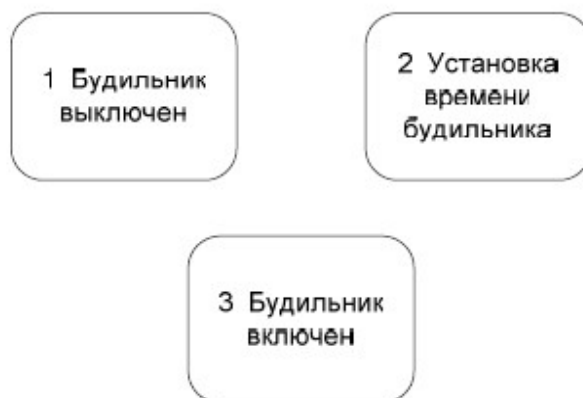 1 Будильник
выключен
2 Установка
времени
будильника
3 Будильник
включен